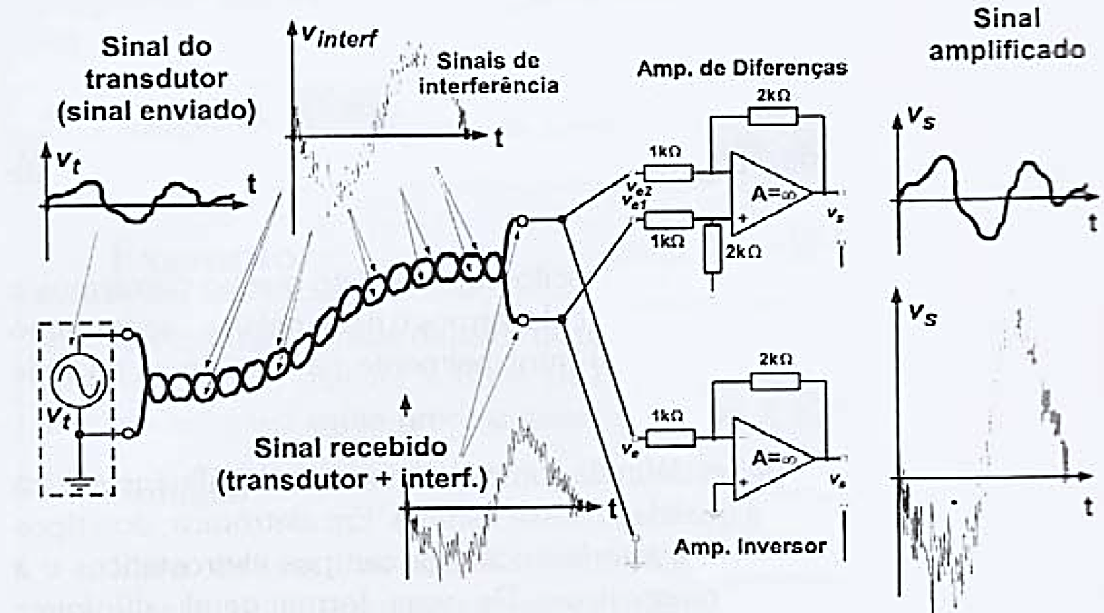 Sinal do
transdutor
(sinal enviado)
v_t
t
v_interf
Sinais de
interferência
t
v_t
Sinal recebido
(transdutor + interf.)
t
Amp. de Diferenças
2kΩ
1kΩ
v_e2
v_e1
A=∞
+
1kΩ
2kΩ
v_s
2kΩ
1kΩ
v_e
A=∞
+
Amp. Inversor
Sinal
amplificado
v_s
t
v_s
t